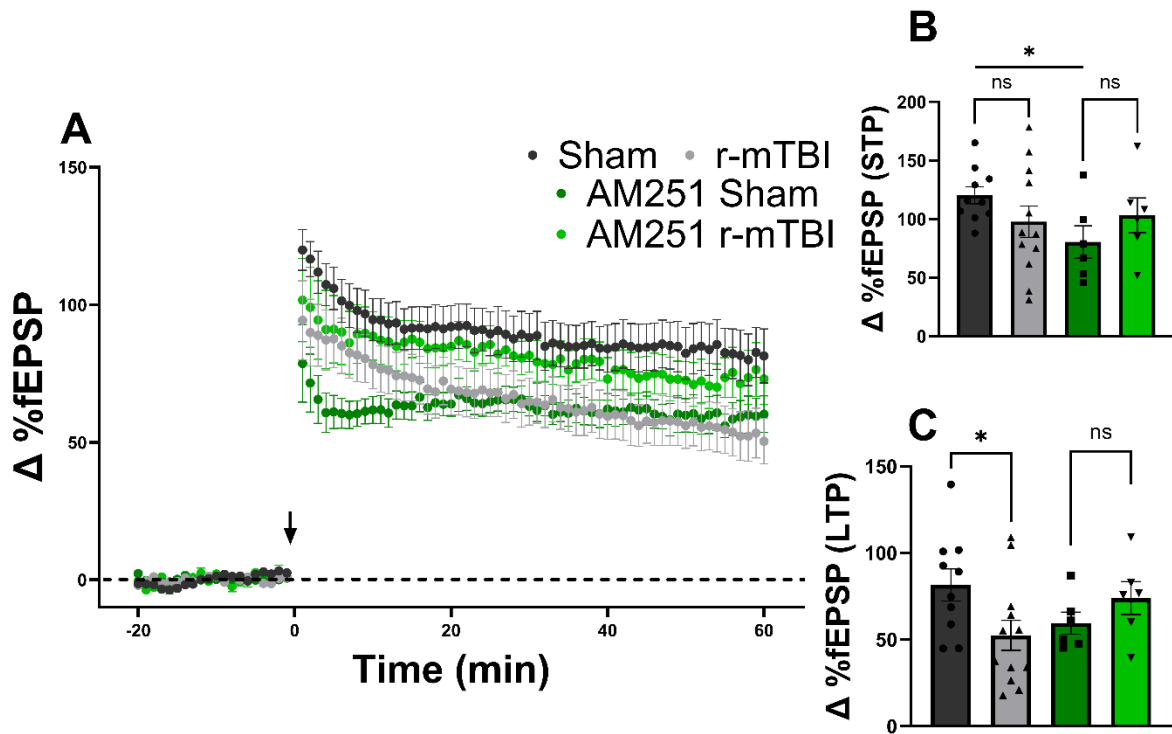 A
Δ %fEPSP
150
100
50
0
-20
0
20
40
60
Time (min)
Sham r-mTBI
AM251 Sham
AM251 r-mTBI
B
Δ %fEPSP (STP)
*
ns
ns
200
150
100
50
0
C
Δ %fEPSP (LTP)
*
ns
150
100
50
0